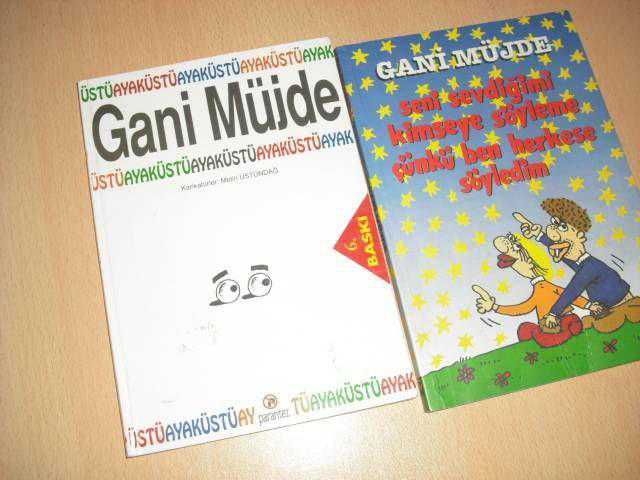 ÜSTÜAYAKÜSTÜAYAKÜSTÜAYAKÜSTÜAYAK
Gani Müjde
ÜSTÜAYAKÜSTÜAYAKÜSTÜAYAKÜSTÜAYAK
Karikatürler: Metin ÜSTÜNDAĞ
6.
BASKI
parantez
ÜSTÜAYAKÜSTÜAY TÜAYAKÜSTÜAYAK
GANİ MÜJDE
seni sevdiğimi
kimseye söyleme
çünkü ben herkese
söyledim